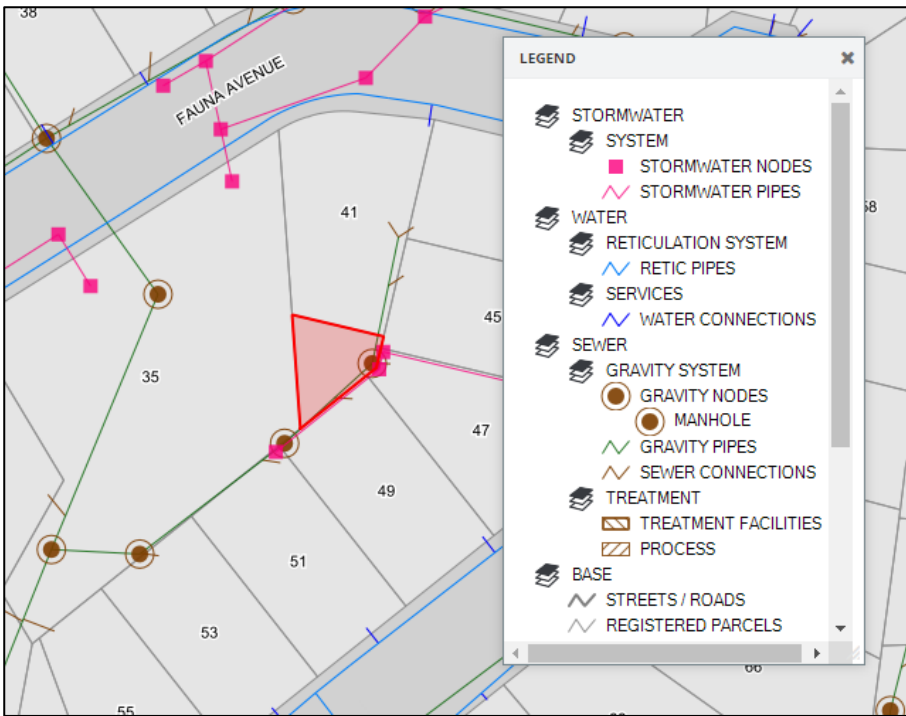 38
FAUNA AVENUE
41
58
45
35
47
49
51
53
55
66
LEGEND
STORMWATER
SYSTEM
STORMWATER NODES
STORMWATER PIPES
WATER
RETICULATION SYSTEM
RETIC PIPES
SERVICES
WATER CONNECTIONS
SEWER
GRAVITY SYSTEM
GRAVITY NODES
MANHOLE
GRAVITY PIPES
SEWER CONNECTIONS
TREATMENT
TREATMENT FACILITIES
PROCESS
BASE
STREETS / ROADS
REGISTERED PARCELS